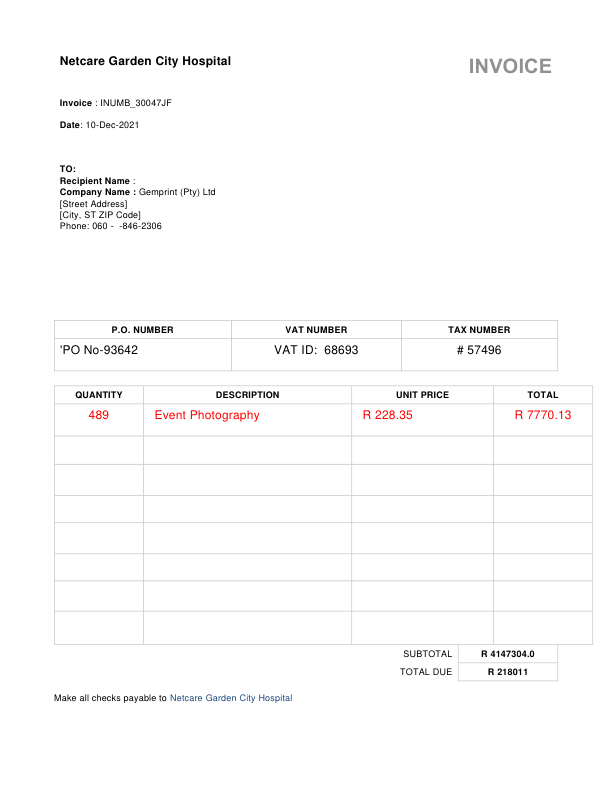 Netcare Garden City Hospital
INVOICE
Invoice : INUMB_30047JF
Date: 10-Dec-2021
TO:
Recipient Name :
Company Name : Gemprint (Pty) Ltd
[Street Address]
[City, ST ZIP Code]
Phone: 060 - -846-2306
P.O. NUMBER VAT NUMBER TAX NUMBER
'PO No-93642 VAT ID: 68693 # 57496
QUANTITY DESCRIPTION UNIT PRICE TOTAL
489 Event Photography R 228.35 R 7770.13
SUBTOTAL R 4147304.0
TOTAL DUE R 218011
Make all checks payable to Netcare Garden City Hospital